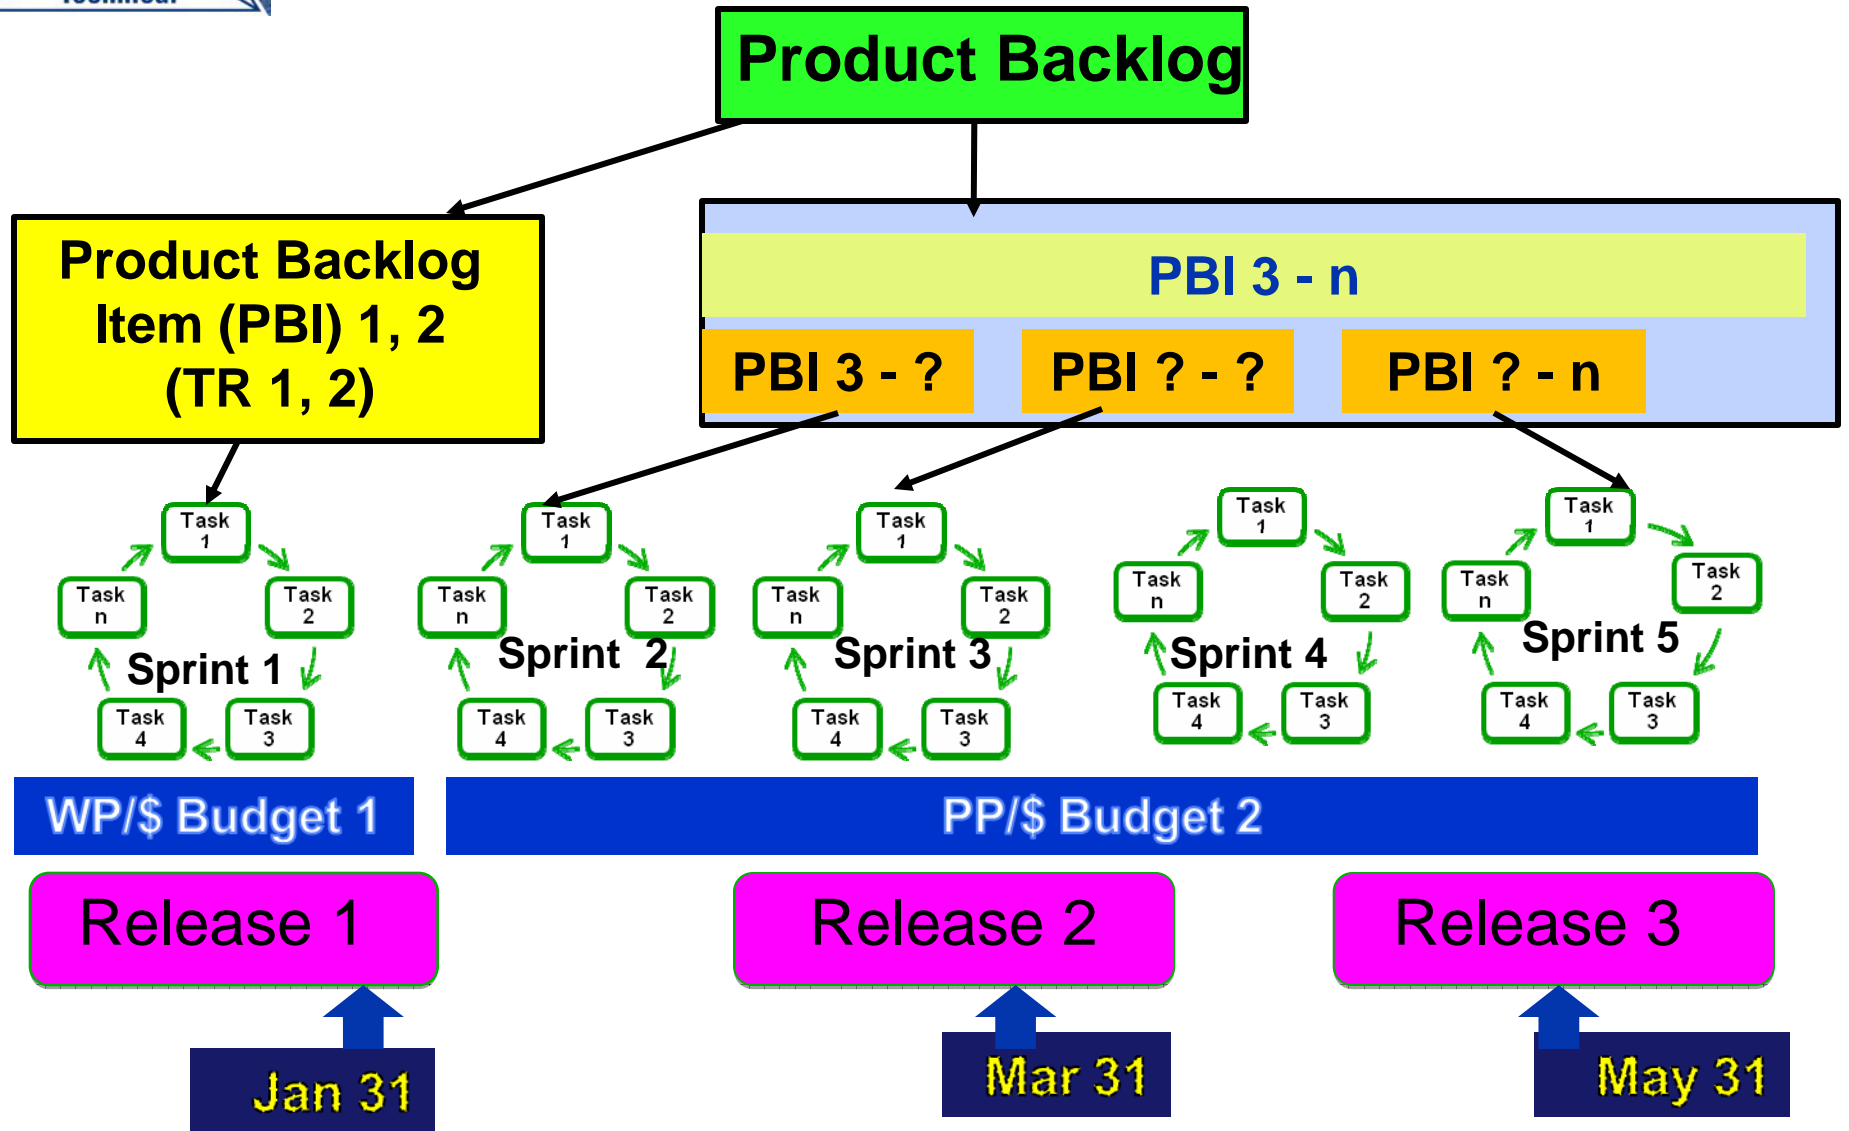 Product Backlog
Product Backlog
Item (PBI) 1, 2
(TR 1, 2)
PBI 3 - n
PBI 3 - ?
PBI ? - ?
PBI ? - n
Task
1
Task
2
Task
3
Task
4
Task
n
Sprint 1
Task
1
Task
2
Task
3
Task
4
Task
n
Sprint 2
Task
1
Task
2
Task
3
Task
4
Task
n
Sprint 3
Task
1
Task
2
Task
3
Task
4
Task
n
Sprint 4
Task
1
Task
2
Task
3
Task
4
Task
n
Sprint 5
WP/$ Budget 1
PP/$ Budget 2
Release 1
Release 2
Release 3
Jan 31
Mar 31
May 31